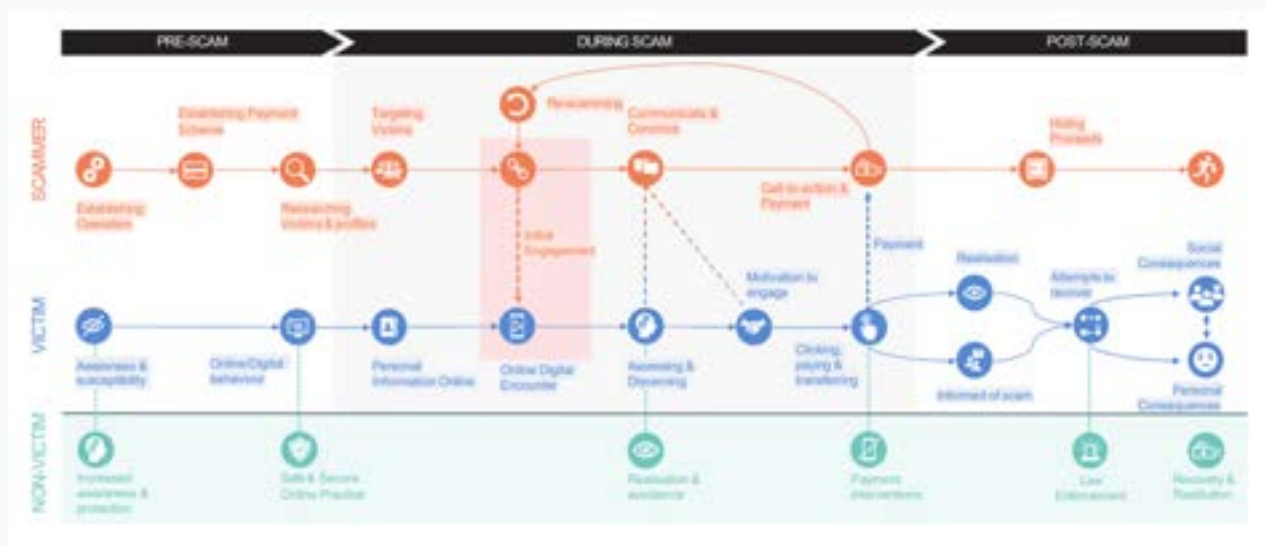 PRE-SCAM
DURING SCAM
POST-SCAM
SCAMMER
Establishing Payment
Scheme
Targeting
Victims
Rescamming
Communicate &
Convince
Hiding
Proceeds
Establishing
Operation
Researching
Victims & profiles
Initial
Engagement
Call-to-action &
Payment
Payment
VICTIM
Realisation
Attempts to
recover
Social
Consequences
Motivation to
engage
Awareness &
susceptibility
Online/Digital
behaviour
Personal
Information Online
Online Digital
Encounter
Assessing &
Discerning
Clicking,
paying &
transferring
Informed of scam
Personal
Consequences
NON-VICTIM
Increased
awareness &
protection
Safe & Secure
Online Practice
Realisation &
avoidance
Payment
Interventions
Law
Enforcement
Recovery &
Restitution